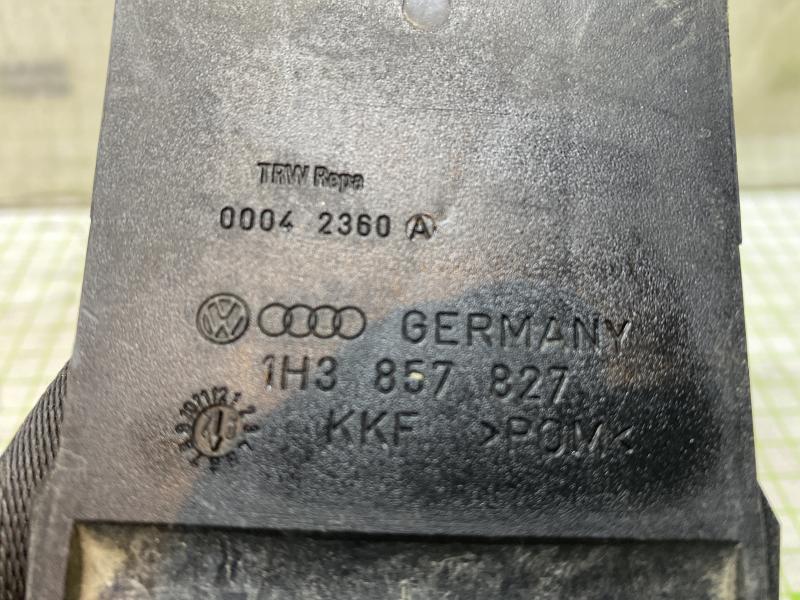 TRW Repa
0004 2360 A
GERMANY
1H3 857 827
KKF >POM<